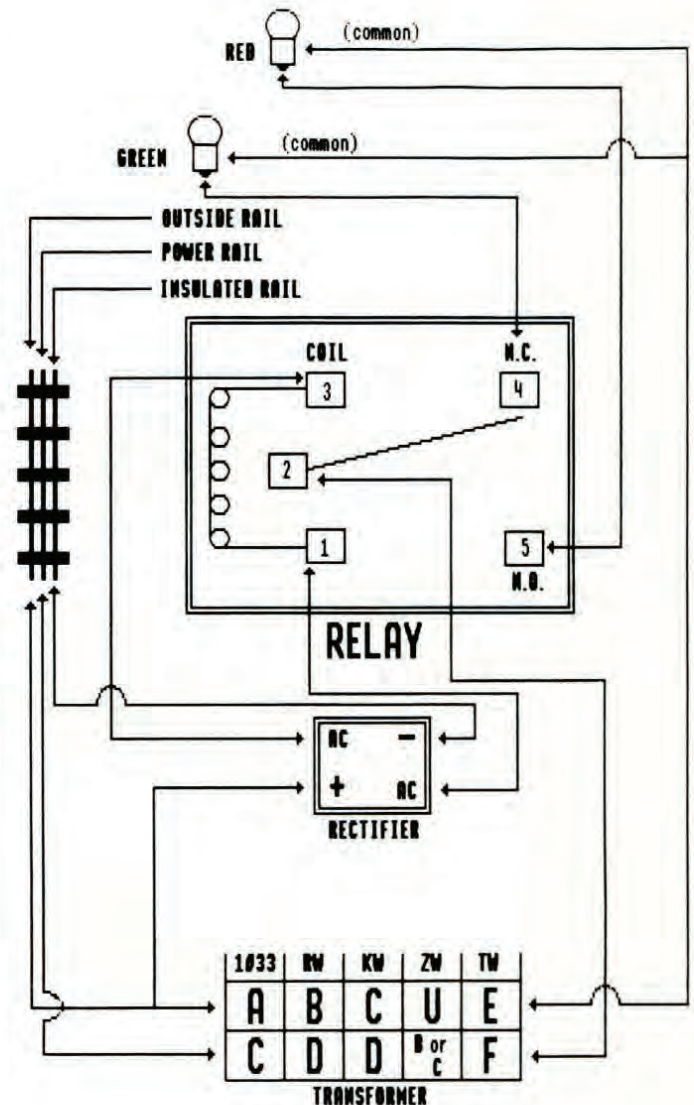 (common)
RED
GREEN
(common)
OUTSIDE RAIL
POWER RAIL
INSULATED RAIL
COIL
N.C.
3
4
2
1
5
N.O.
RELAY
AC
−
+
AC
RECTIFIER
1033 RW KW ZW TW
A B C U E
C D D B or C F
TRANSFORMER